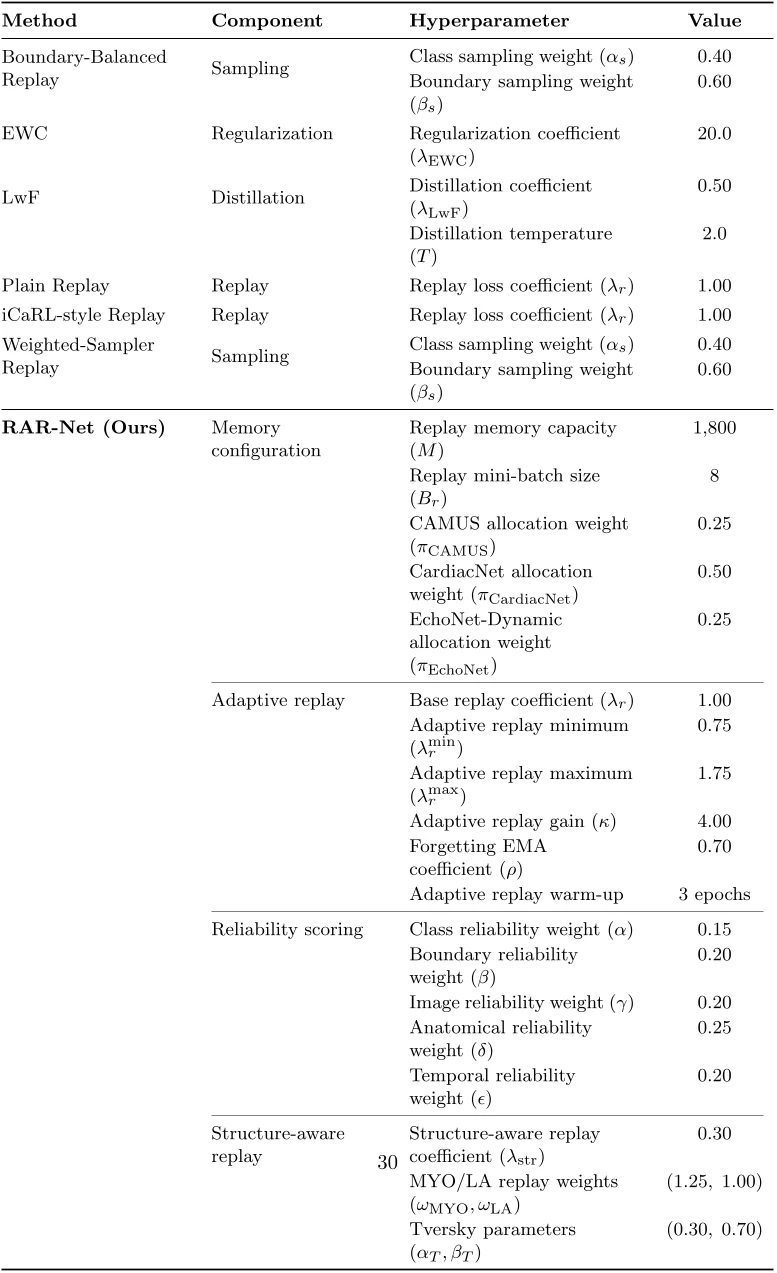 Method Component Hyperparameter Value
Boundary-Balanced Replay Sampling Class sampling weight (αₛ) 0.40
Boundary sampling weight (βₛ) 0.60
EWC Regularization Regularization coefficient (λ_EWC) 20.0
LwF Distillation Distillation coefficient (λ_LwF) 0.50
Distillation temperature (T) 2.0
Plain Replay Replay Replay loss coefficient (λᵣ) 1.00
iCaRL-style Replay Replay Replay loss coefficient (λᵣ) 1.00
Weighted-Sampler Replay Sampling Class sampling weight (αₛ) 0.40
Boundary sampling weight (βₛ) 0.60
RAR-Net (Ours) Memory configuration Replay memory capacity (M) 1,800
Replay mini-batch size (Bᵣ) 8
CAMUS allocation weight (π_CAMUS) 0.25
CardiacNet allocation weight (π_CardiacNet) 0.50
EchoNet-Dynamic allocation weight (π_EchoNet) 0.25
Adaptive replay Base replay coefficient (λᵣ) 1.00
Adaptive replay minimum (λᵣ^min) 0.75
Adaptive replay maximum (λᵣ^max) 1.75
Adaptive replay gain (κ) 4.00
Forgetting EMA coefficient (ρ) 0.70
Adaptive replay warm-up 3 epochs
Reliability scoring Class reliability weight (α) 0.15
Boundary reliability weight (β) 0.20
Image reliability weight (γ) 0.20
Anatomical reliability weight (δ) 0.25
Temporal reliability weight (ϵ) 0.20
Structure-aware replay Structure-aware replay coefficient (λ_str) 0.30
30
MYO/LA replay weights (ω_MYO, ω_LA) (1.25, 1.00)
Tversky parameters (α_T, β_T) (0.30, 0.70)